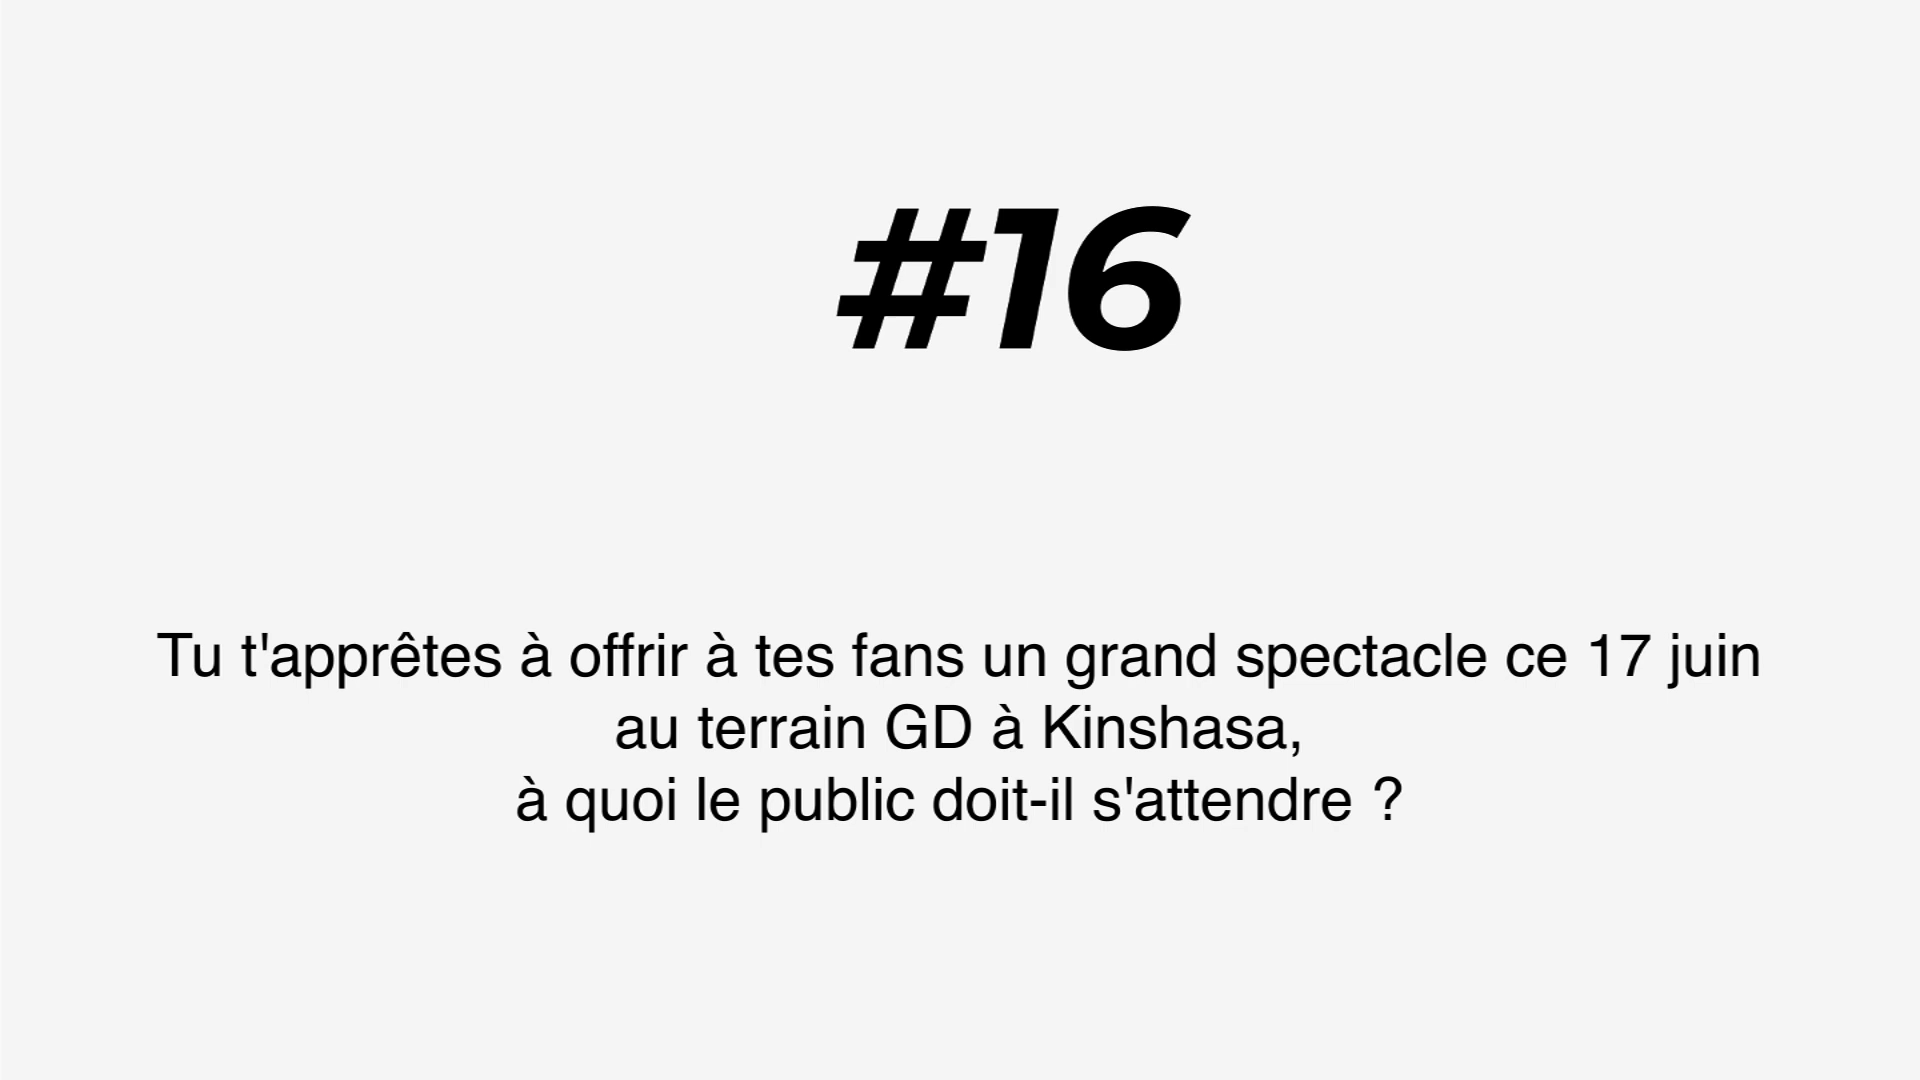 #16
Tu t'apprêtes à offrir à tes fans un grand spectacle ce 17 juin
au terrain GD à Kinshasa,
à quoi le public doit-il s'attendre ?